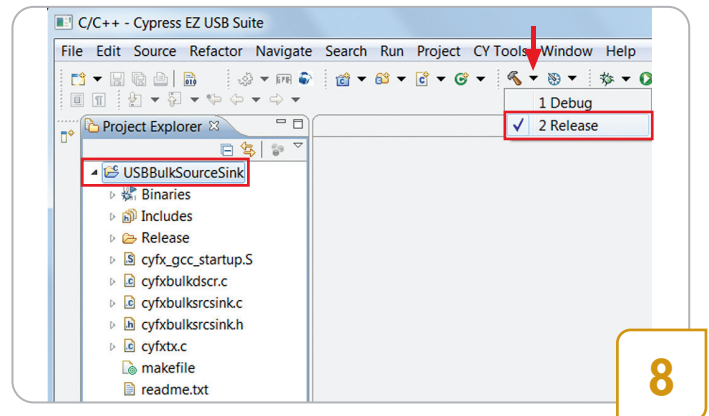 C/C++ - Cypress EZ USB Suite
File Edit Source Refactor Navigate Search Run Project CY Tools Window Help
1 Debug
2 Release
Project Explorer
USBBulkSourceSink
Binaries
Includes
Release
cyfx_gcc_startup.S
cyfxbulkdscr.c
cyfxbulksrcsink.c
cyfxbulksrcsink.h
cyfxtx.c
makefile
readme.txt
8